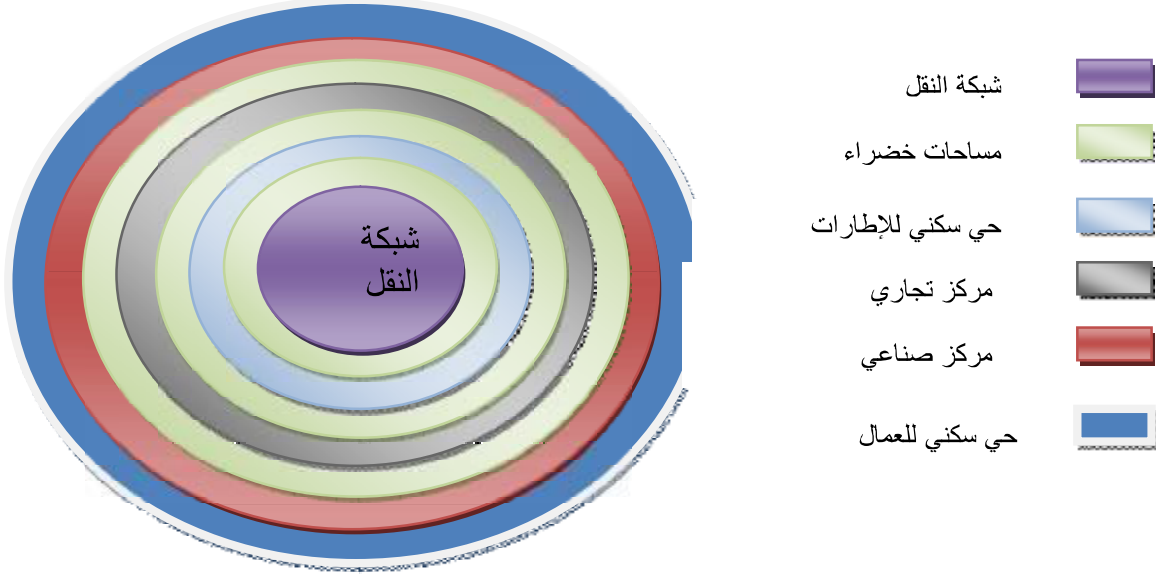 شبكة
النقل
شبكة النقل
مساحات خضراء
حي سكني للإطارات
مركز تجاري
مركز صناعي
حي سكني للعمال